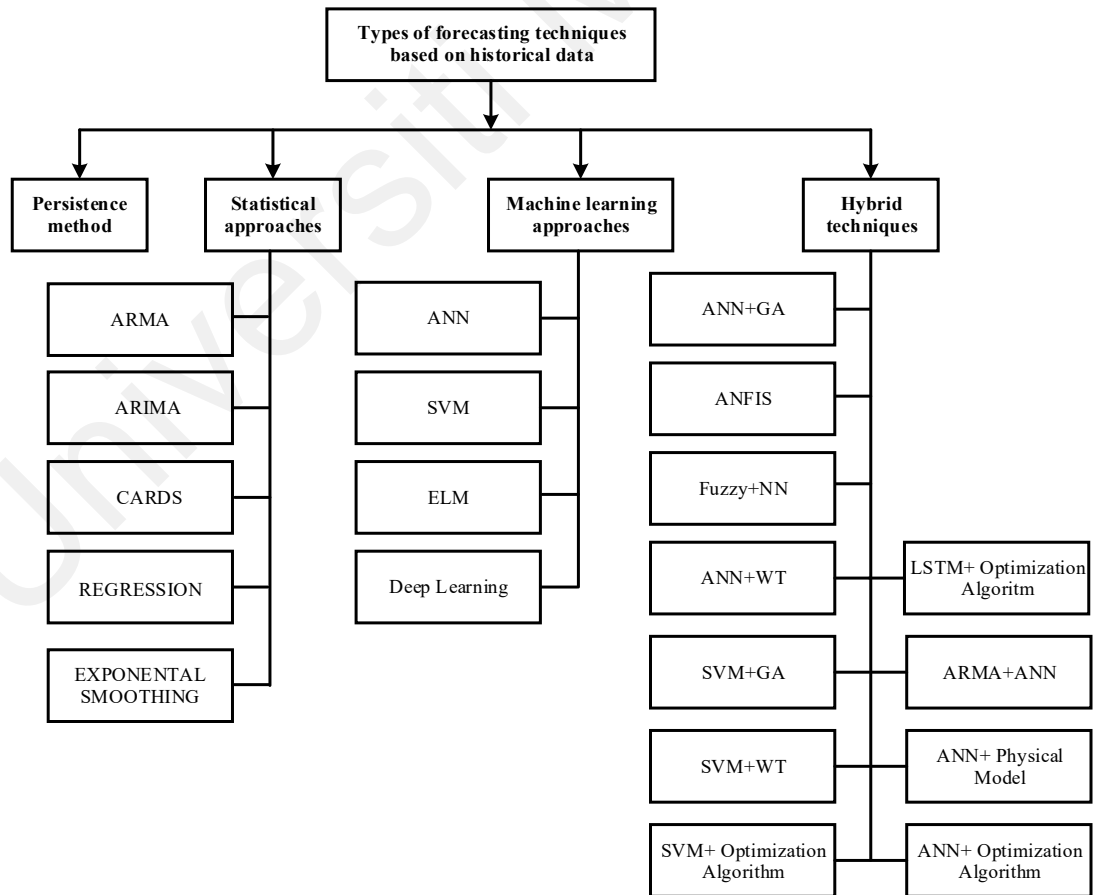 Types of forecasting techniques
based on historical data
Persistence
method
Statistical
approaches
Machine learning
approaches
Hybrid
techniques
ARMA
ARIMA
CARDS
REGRESSION
EXPONENTAL
SMOOTHING
ANN
SVM
ELM
Deep Learning
ANN+GA
ANFIS
Fuzzy+NN
ANN+WT
SVM+GA
SVM+WT
SVM+ Optimization
Algorithm
LSTM+ Optimization
Algoritm
ARMA+ANN
ANN+ Physical
Model
ANN+ Optimization
Algorithm
Universiti